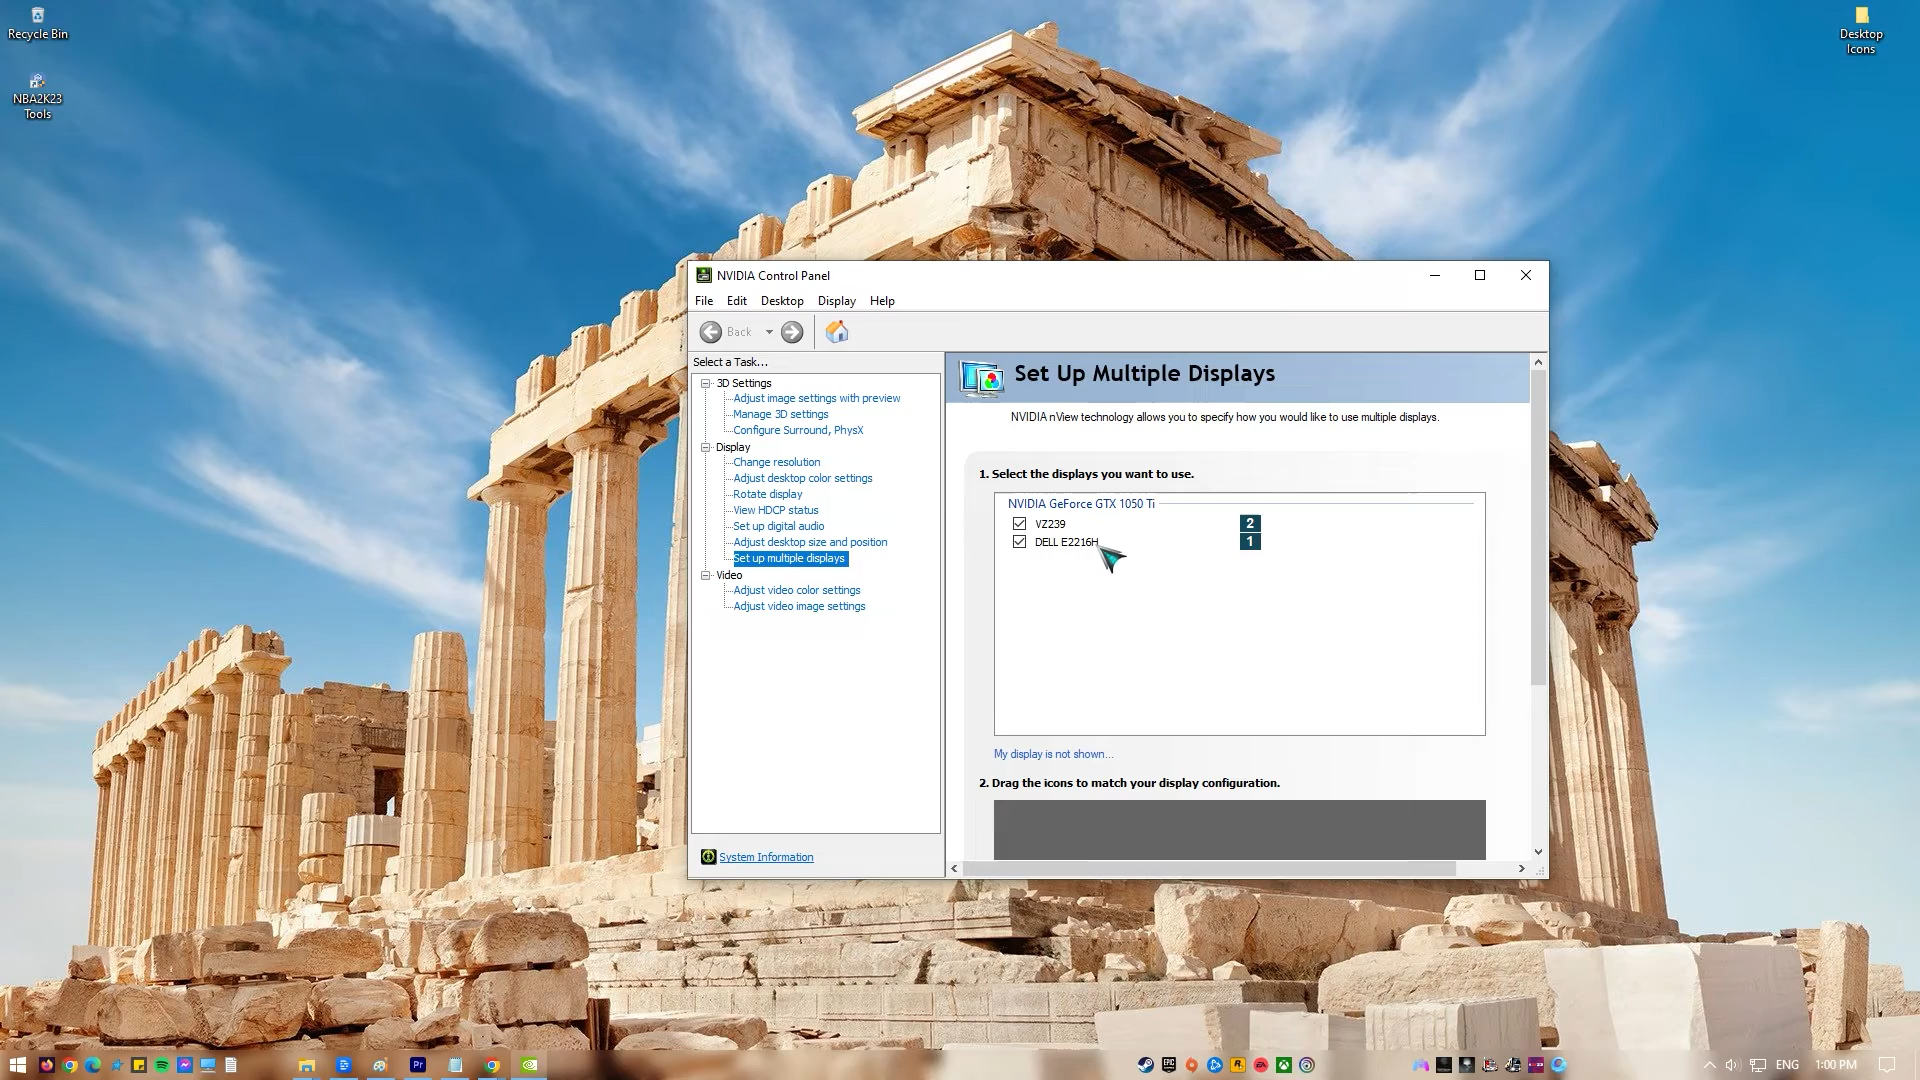 Recycle Bin
NBA2K23
Tools
Desktop
Icons
NVIDIA Control Panel
File Edit Desktop Display Help
Back
Select a Task...
3D Settings
Adjust image settings with preview
Manage 3D settings
Configure Surround, PhysX
Display
Change resolution
Adjust desktop color settings
Rotate display
View HDCP status
Set up digital audio
Adjust desktop size and position
Set up multiple displays
Video
Adjust video color settings
Adjust video image settings
System Information
Set Up Multiple Displays
NVIDIA nView technology allows you to specify how you would like to use multiple displays.
1. Select the displays you want to use.
NVIDIA GeForce GTX 1050 Ti
VZ239 2
DELL E2216H 1
My display is not shown...
2. Drag the icons to match your display configuration.
Pr
EPIC
R
EA
ENG 1:00 PM